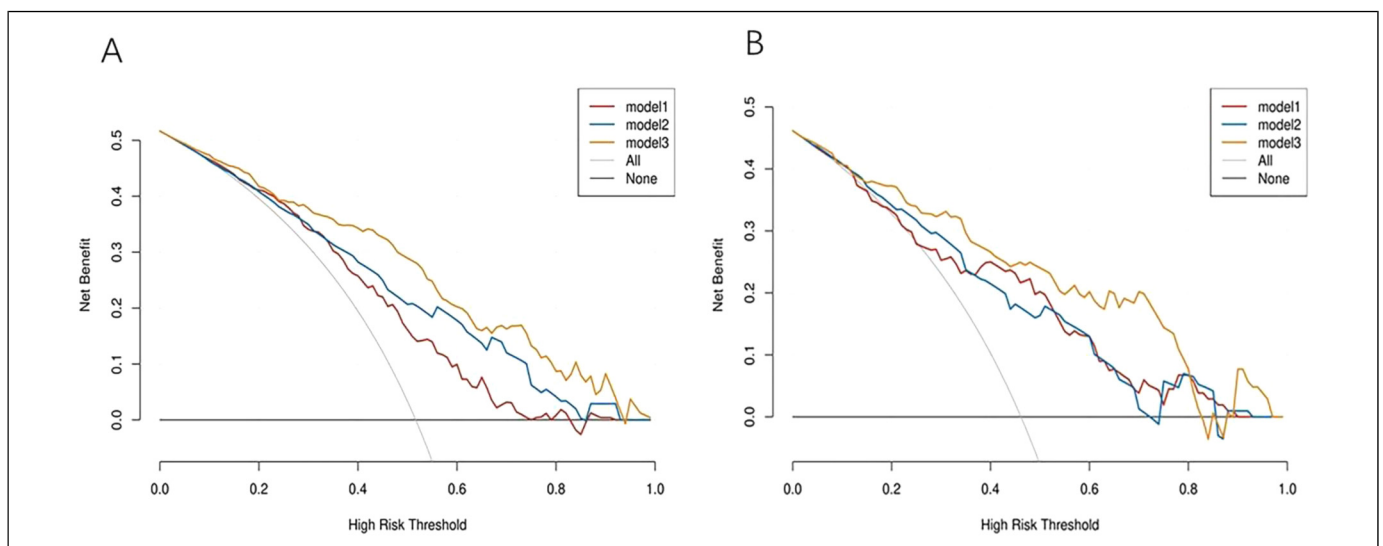 A
model1
model2
model3
All
None
0.5
0.4
0.3
0.2
0.1
0.0
Net Benefit
0.0 0.2 0.4 0.6 0.8 1.0
High Risk Threshold
B
model1
model2
model3
All
None
0.5
0.4
0.3
0.2
0.1
0.0
Net Benefit
0.0 0.2 0.4 0.6 0.8 1.0
High Risk Threshold